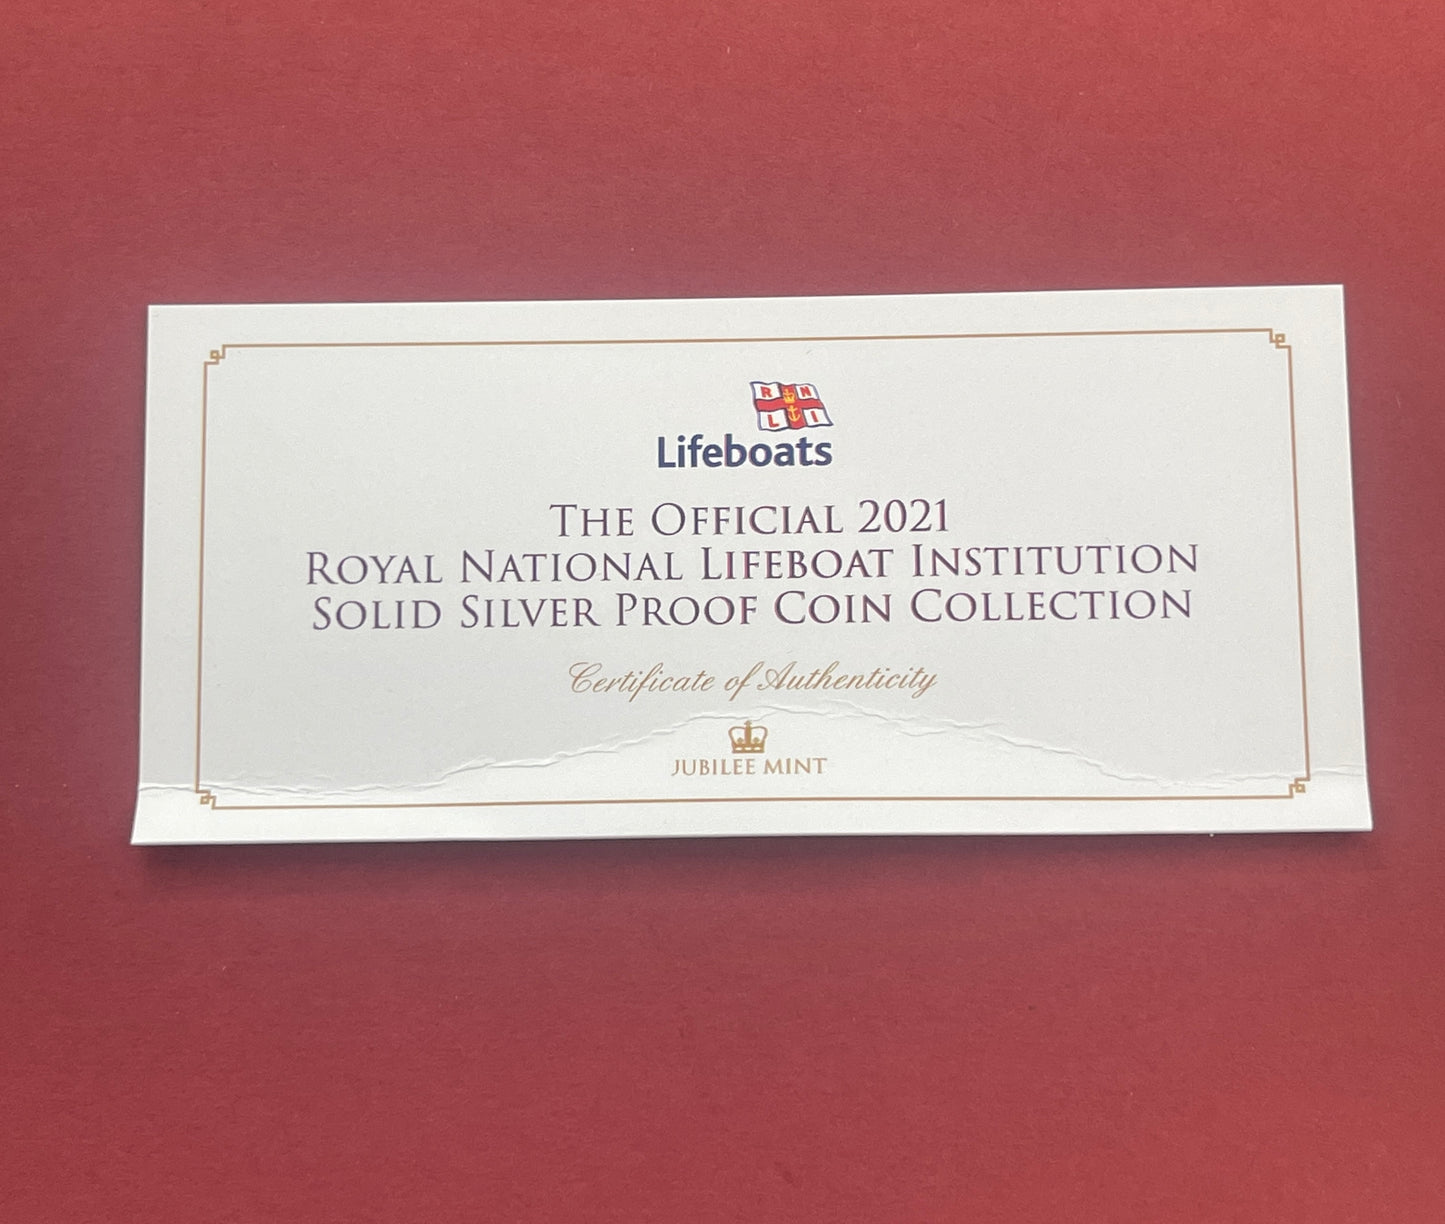 R N
L I
Lifeboats
THE OFFICIAL 2021
ROYAL NATIONAL LIFEBOAT INSTITUTION
SOLID SILVER PROOF COIN COLLECTION
Certificate of Authenticity
JUBILEE MINT